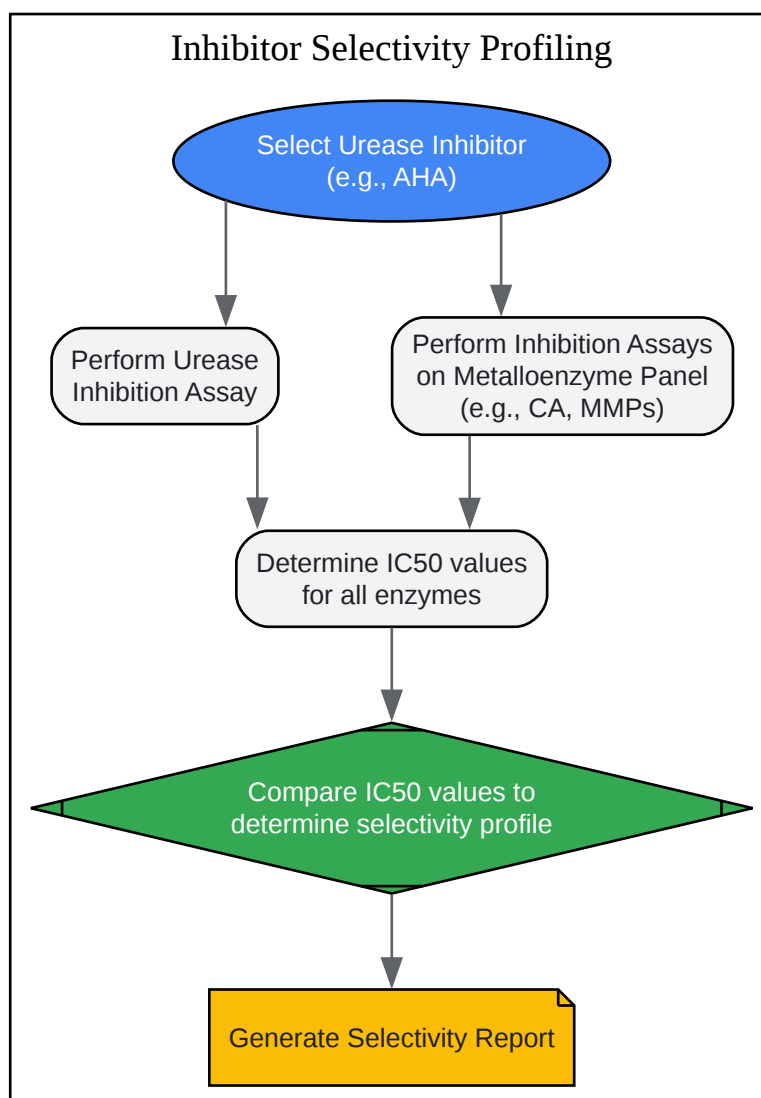 Inhibitor Selectivity Profiling
Select Urease Inhibitor
(e.g., AHA)
Perform Urease
Inhibition Assay
Perform Inhibition Assays
on Metalloenzyme Panel
(e.g., CA, MMPs)
Determine IC50 values
for all enzymes
Compare IC50 values to
determine selectivity profile
Generate Selectivity Report